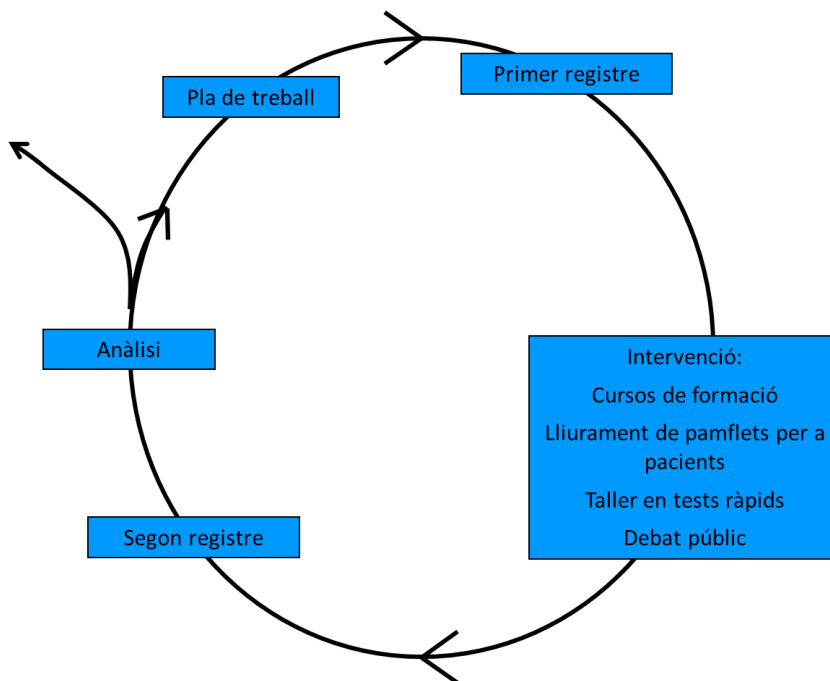 Primer registre
Pla de treball
Anàlisi
Intervenció:
Cursos de formació
Lliurament de pamflets per a
pacients
Taller en tests ràpids
Debat públic
Segon registre